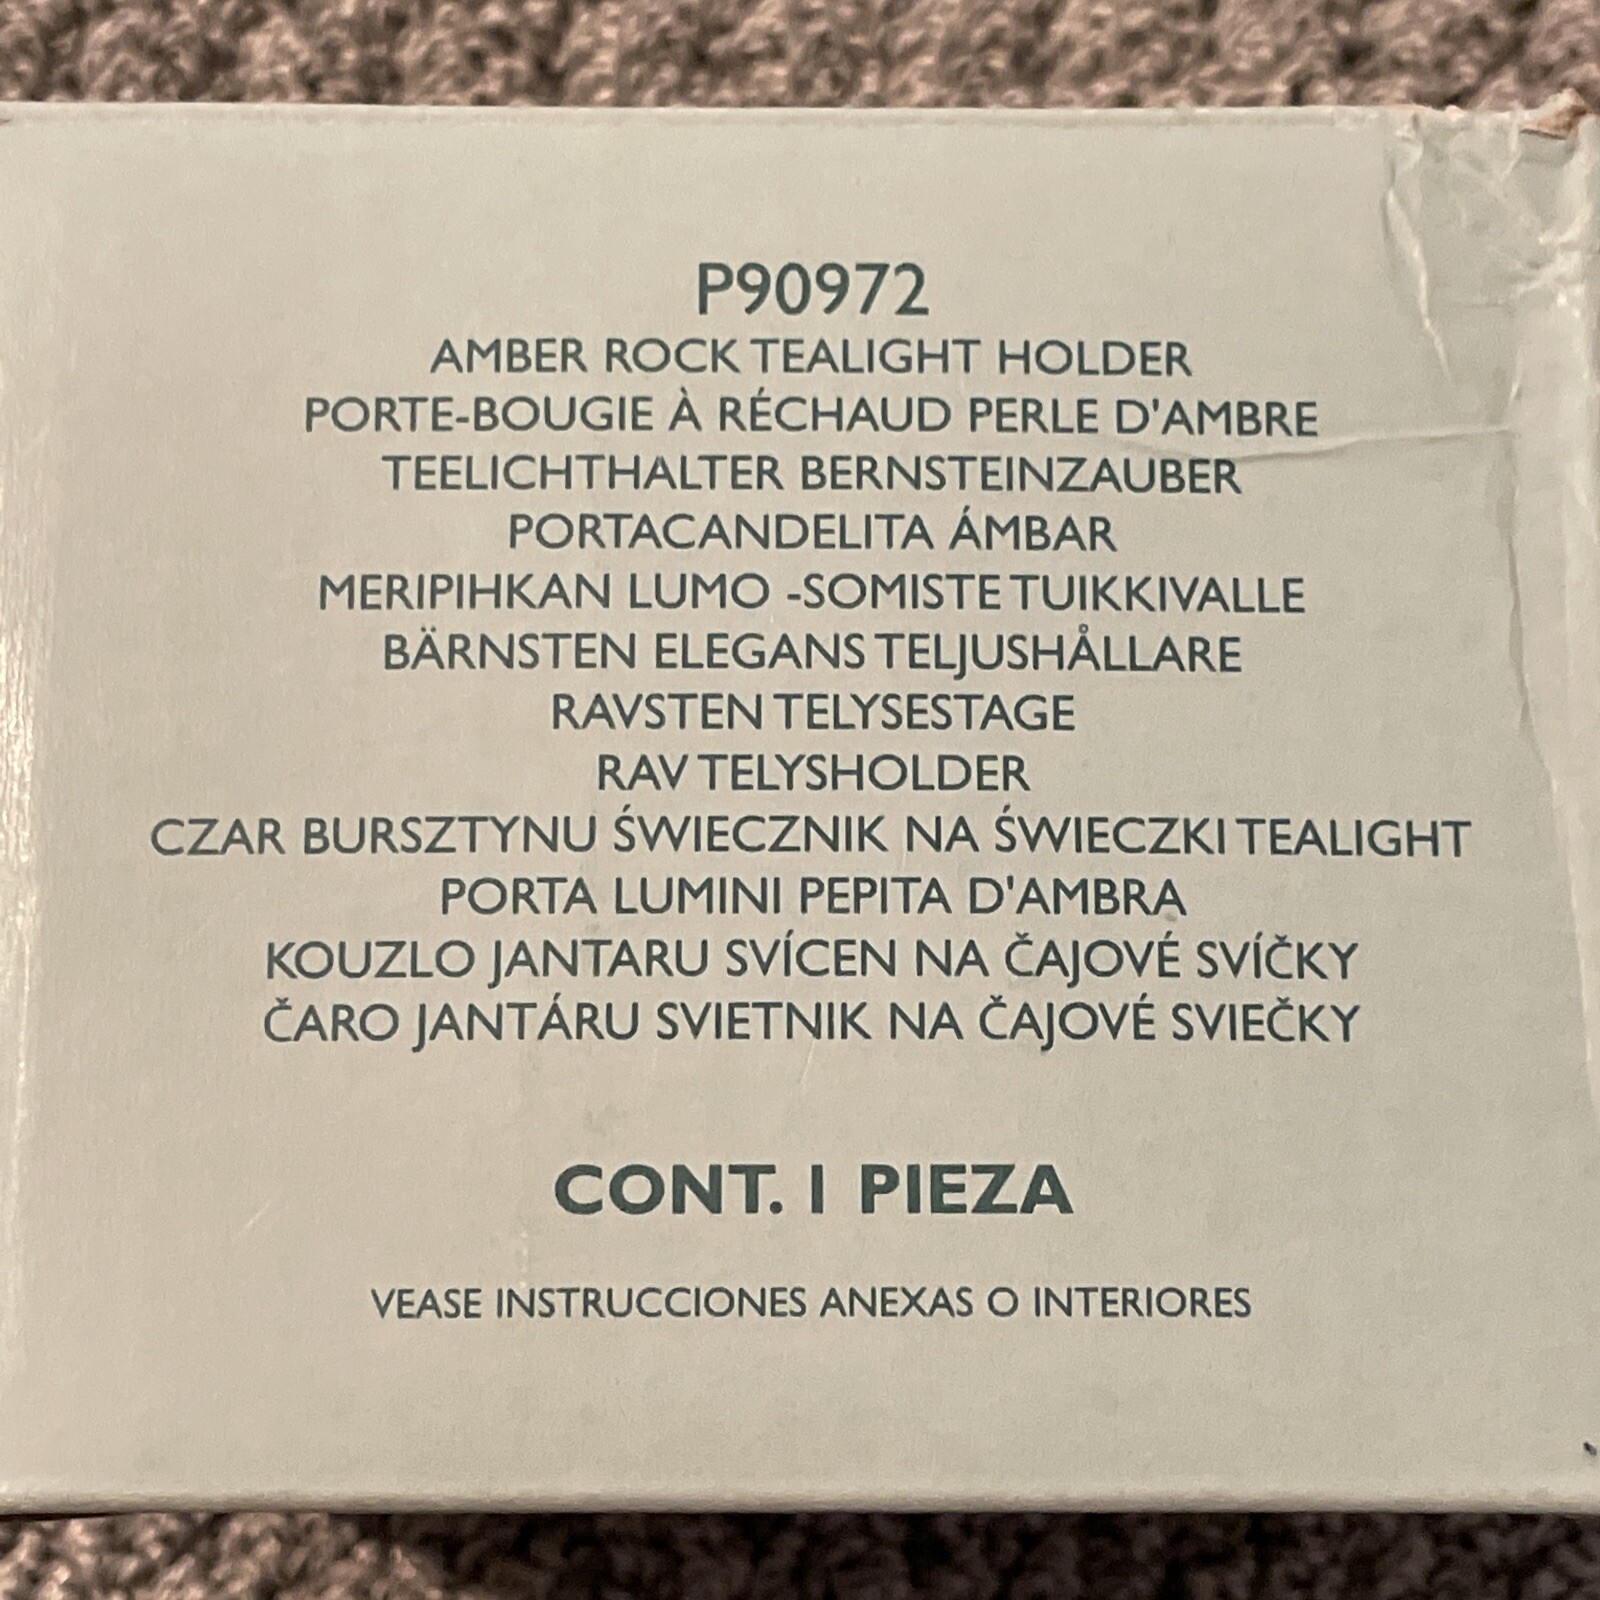 P90972
AMBER ROCK TEALIGHT HOLDER
PORTE-BOUGIE À RÉCHAUD PERLE D'AMBRE
TEELICHTHALTER BERNSTEINZAUBER
PORTACANDELITA ÁMBAR
MERIPIHKAN LUMO -SOMISTE TUIKKIVALLE
BÄRNSTEN ELEGANS TELJUSHÅLLARE
RAVSTEN TELYSESTAGE
RAV TELYSHOLDER
CZAR BURSZTYNU ŚWIECZNIK NA ŚWIECZKI TEALIGHT
PORTA LUMINI PEPITA D'AMBRA
KOUZLO JANTARU SVÍCEN NA ČAJOVÉ SVÍČKY
ČARO JANTÁRU SVIETNIK NA ČAJOVÉ SVIEČKY
CONT. 1 PIEZA
VEASE INSTRUCCIONES ANEXAS O INTERIORES